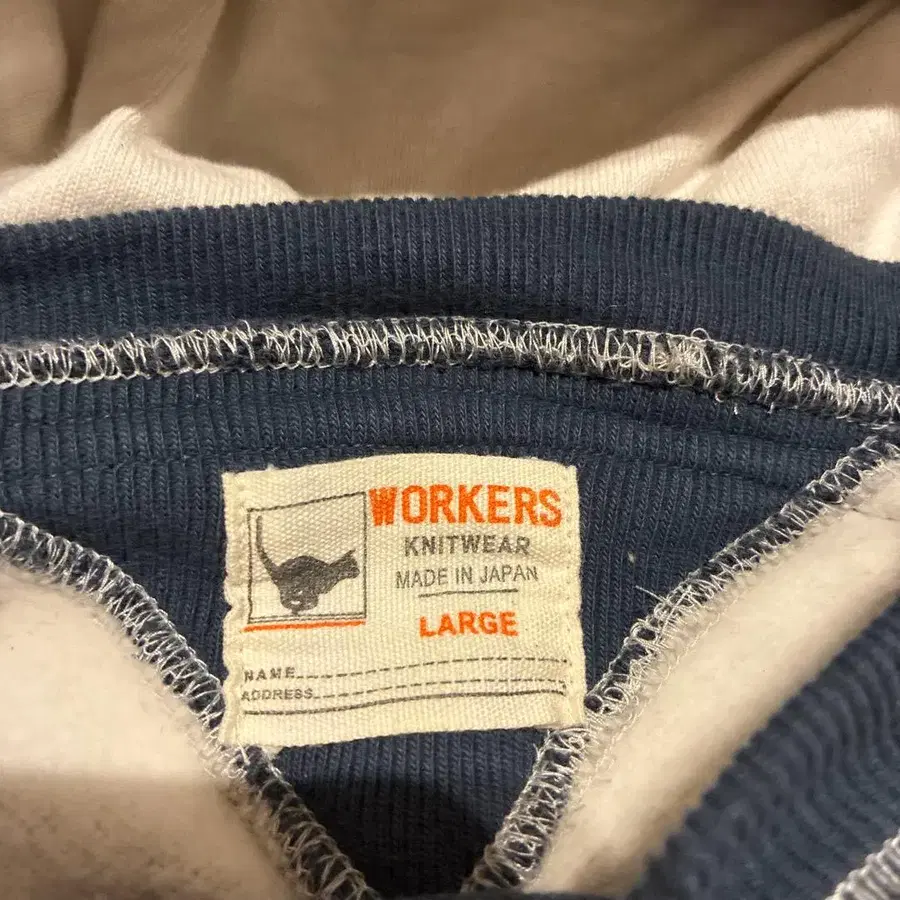 WORKERS
KNITWEAR
MADE IN JAPAN
LARGE
NAME
ADDRESS